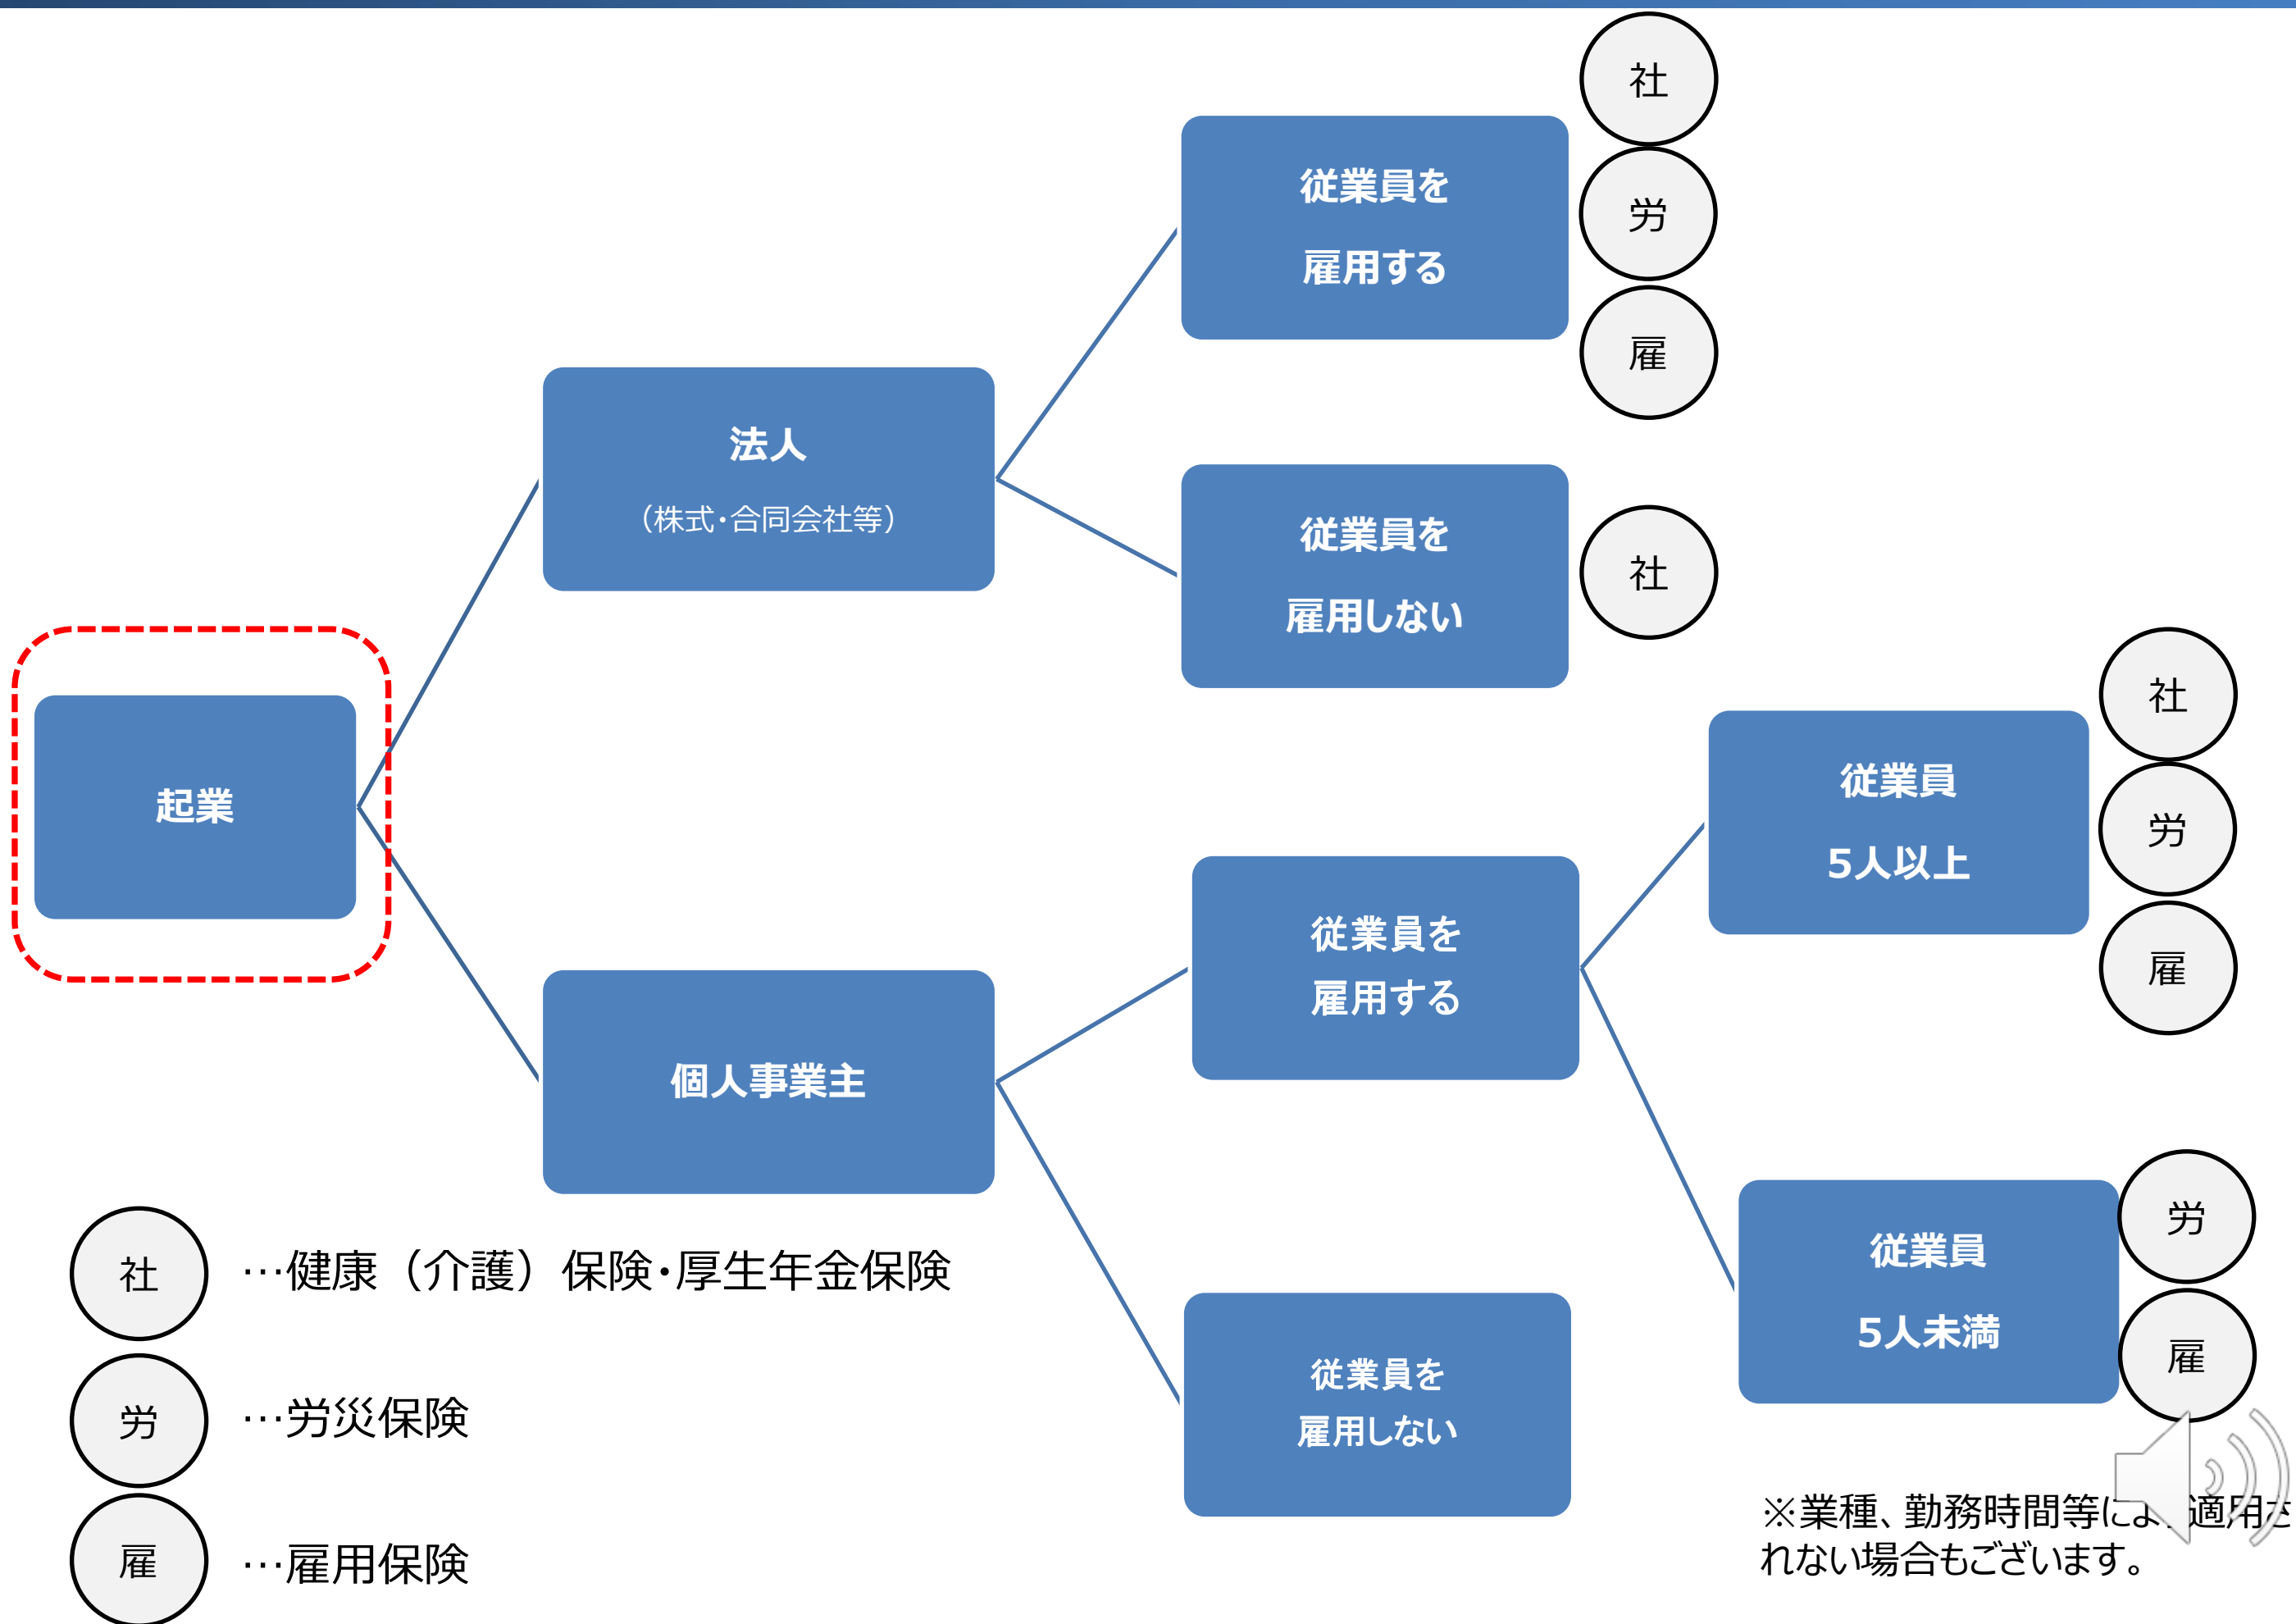 社
労
雇
従業員を
雇用する
法人
（株式・合同会社等）
従業員を
雇用しない
社
起業
社
労
雇
従業員
5人以上
従業員を
雇用する
個人事業主
労
雇
従業員
5人未満
従業員を
雇用しない
社 …健康（介護）保険・厚生年金保険
労 …労災保険
雇 …雇用保険
※業種、勤務時間等によ適用さ
れない場合もございます。